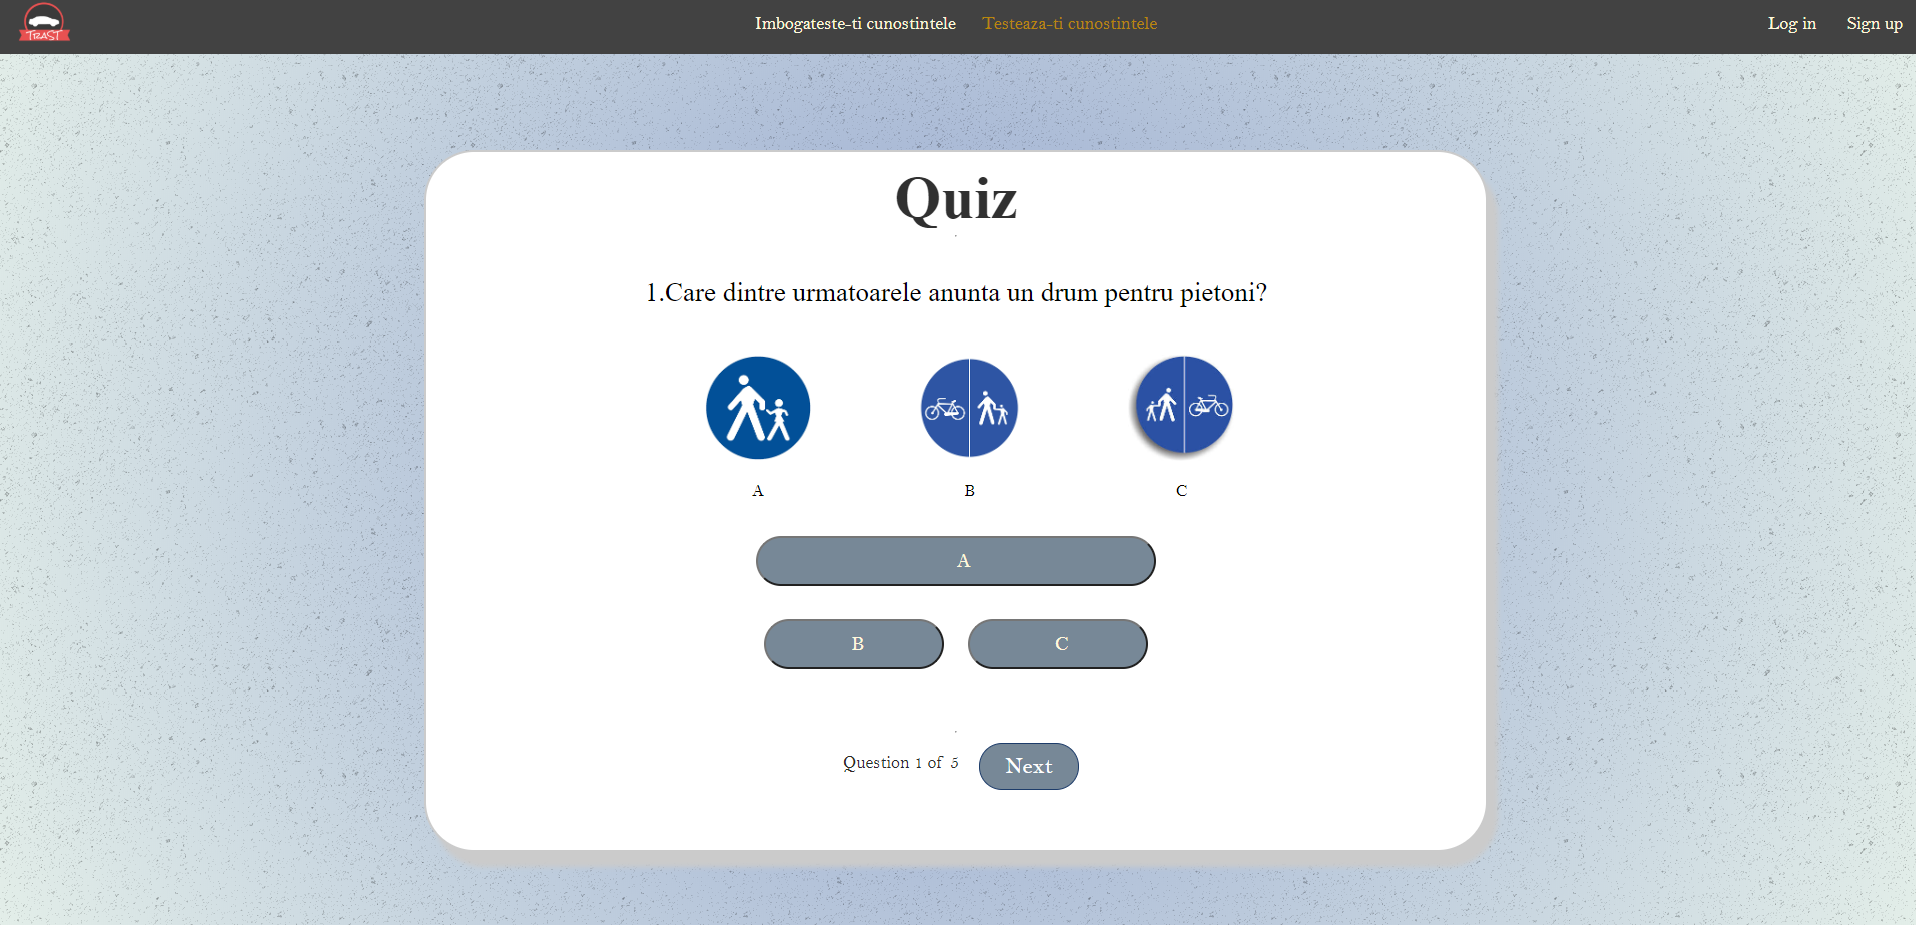 TRAST
Imbogateste-ti cunostintele Testeaza-ti cunostintele Log in Sign up
Quiz
1.Care dintre urmatoarele anunta un drum pentru pietoni?
A B C
A
B C
Question 1 of 5 Next